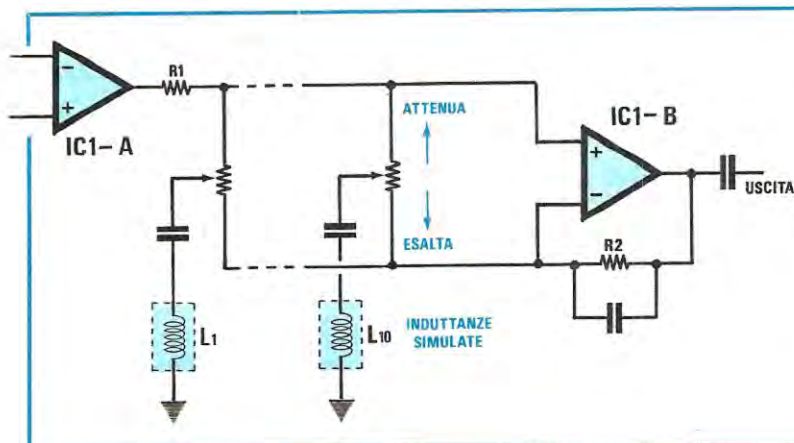 R1
IC1-A
ATTENUA
ESALTA
IC1-B
USCITA
R2
L1
L10
INDUTTANZE
SIMULATE